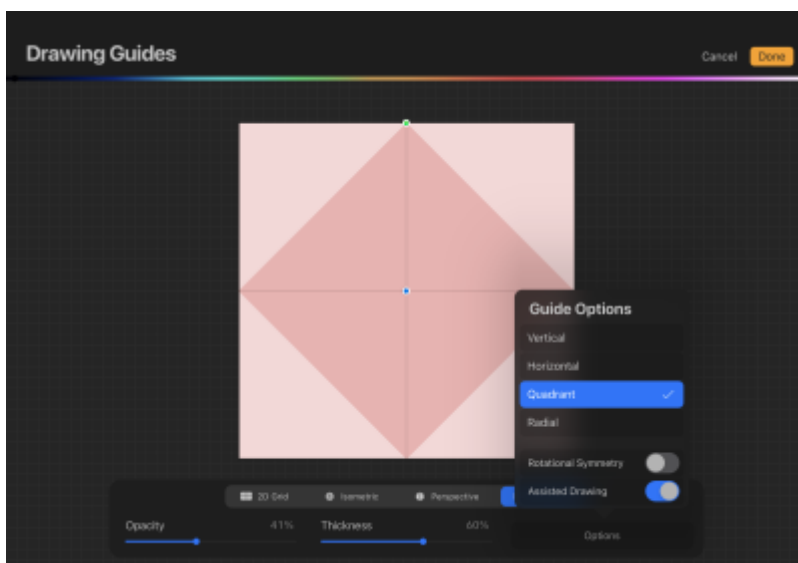 Drawing Guides
Cancel Done
Guide Options
Vertical
Horizontal
Quadrant
Radial
Rotational Symmetry
Assisted Drawing
2D Grid Isometric Perspective
Opacity 41% Thickness 60%
Options